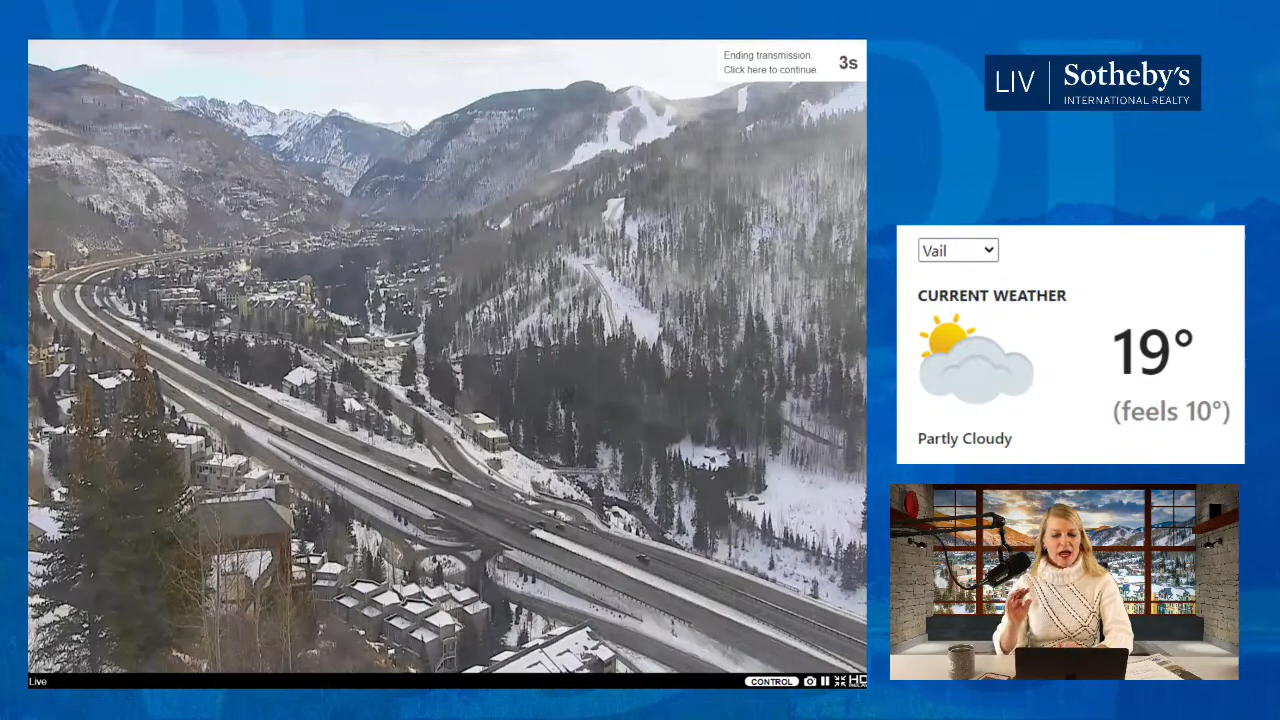 Ending transmission.
Click here to continue.
3s
LIV
Sotheby's
INTERNATIONAL REALTY
Vail
CURRENT WEATHER
19°
(feels 10°)
Partly Cloudy
Live
CONTROL
HD